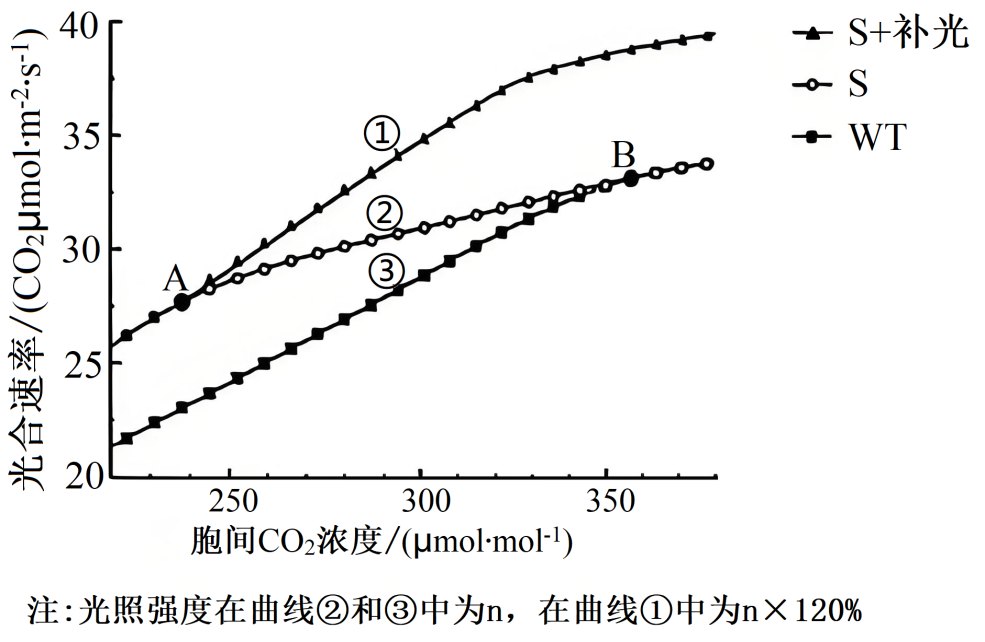 光合速率/(CO₂μmol·m⁻²·s⁻¹)
40
35
30
25
20
250
300
350
胞间CO₂浓度/(μmol·mol⁻¹)
A
B
①
②
③
S+补光
S
WT
注:光照强度在曲线②和③中为n，在曲线①中为n×120%